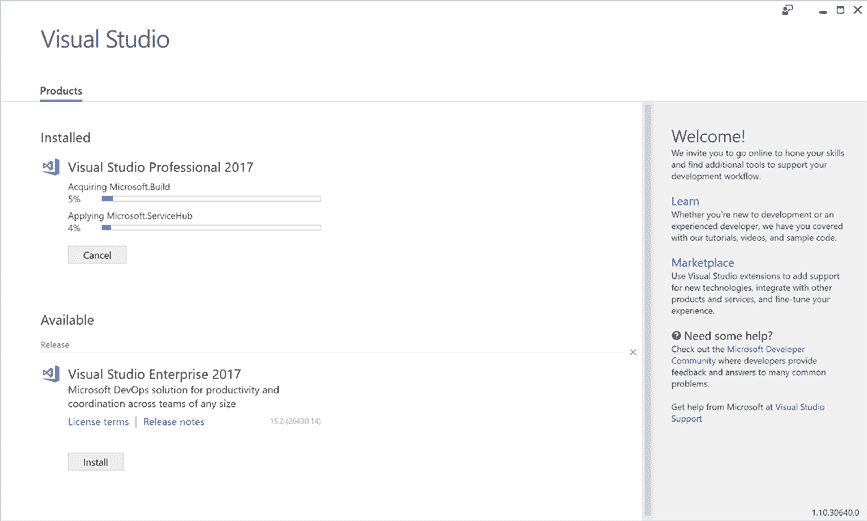 Visual Studio
Products
Installed
Visual Studio Professional 2017
Acquiring Microsoft.Build
5%
Applying Microsoft.ServiceHub
4%
Cancel
Available
Release
Visual Studio Enterprise 2017
Microsoft DevOps solution for productivity and
coordination across teams of any size
License terms | Release notes
15.2 (26430.14)
Install
Welcome!
We invite you to go online to hone your skills
and find additional tools to support your
development workflow.
Learn
Whether you're new to development or an
experienced developer, we have you covered
with our tutorials, videos, and sample code.
Marketplace
Use Visual Studio extensions to add support
for new technologies, integrate with other
products and services, and fine-tune your
experience.
Need some help?
Check out the Microsoft Developer
Community where developers provide
feedback and answers to many common
problems.
Get help from Microsoft at Visual Studio
Support
1.10.30640.0